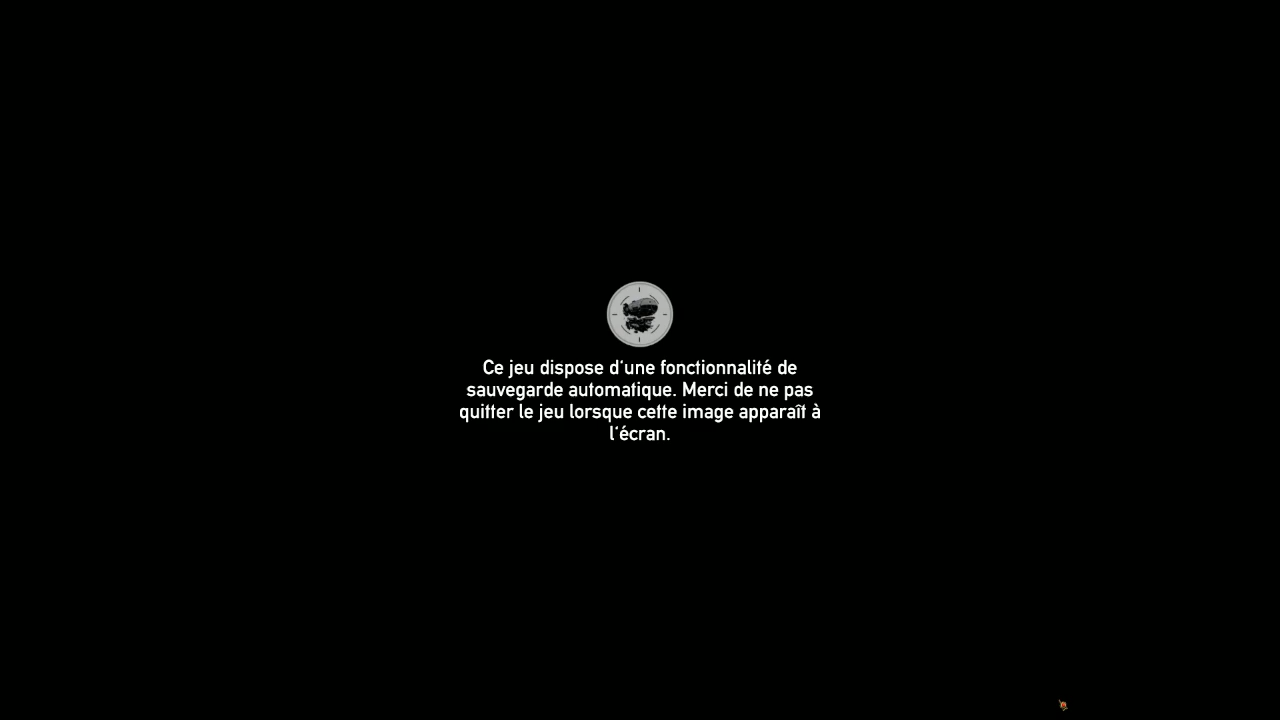 Ce jeu dispose d'une fonctionnalité de
sauvegarde automatique. Merci de ne pas
quitter le jeu lorsque cette image apparaît à
l'écran.